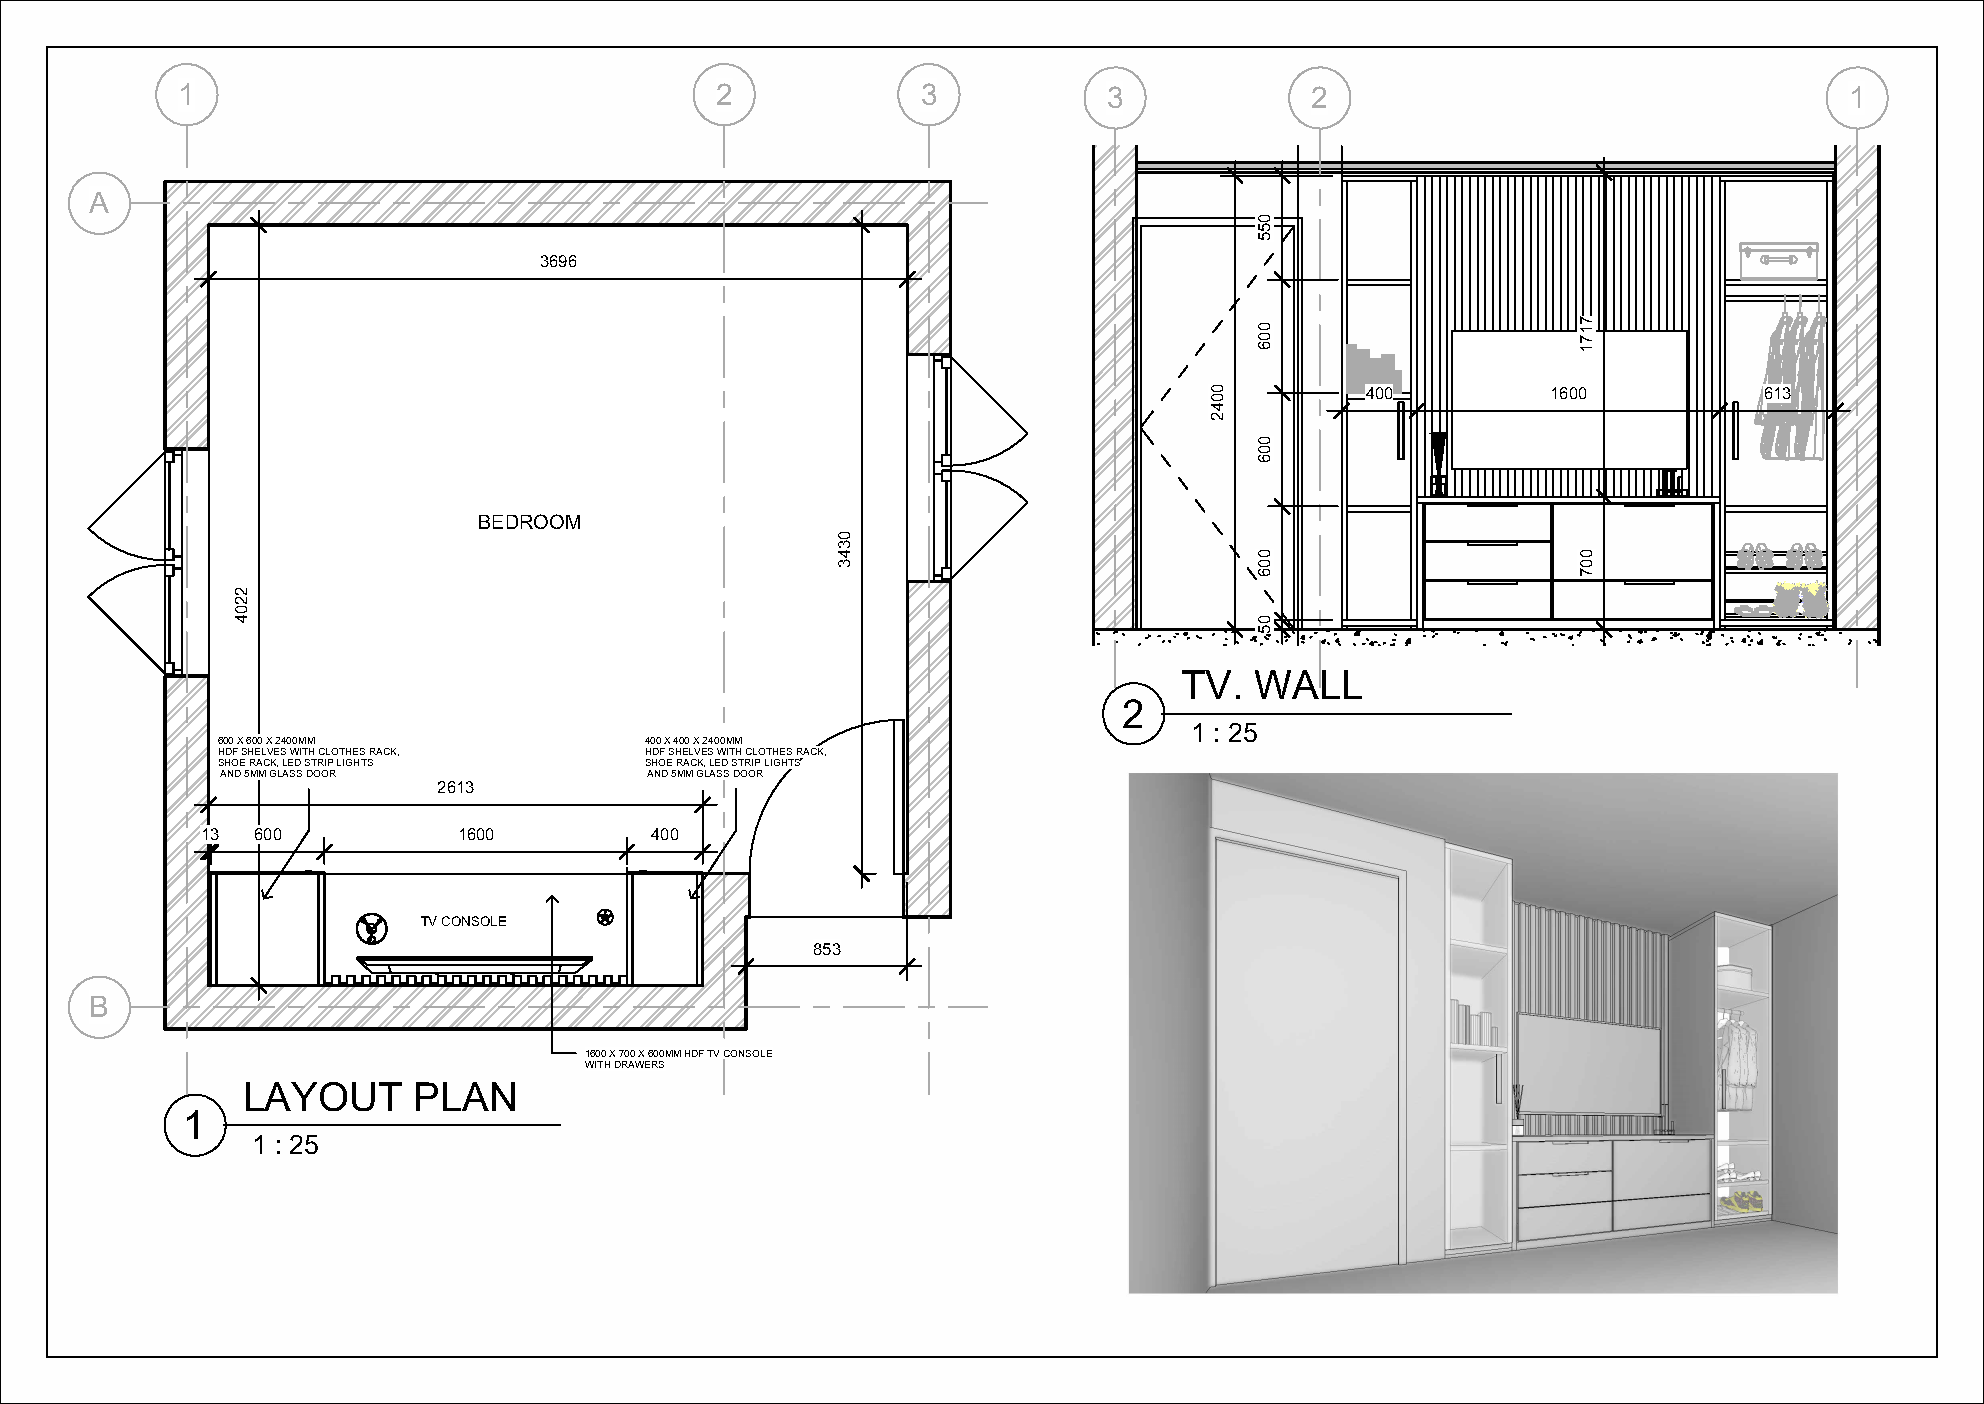 1
2
3
A
3696
BEDROOM
4022
3430
600 X 600 X 2400MM
HDF SHELVES WITH CLOTHES RACK,
SHOE RACK, LED STRIP LIGHTS
AND 5MM GLASS DOOR
400 X 400 X 2400MM
HDF SHELVES WITH CLOTHES RACK,
SHOE RACK, LED STRIP LIGHTS
AND 5MM GLASS DOOR
2613
13
600
1600
400
TV CONSOLE
853
B
1600 X 700 X 600MM HDF TV CONSOLE
WITH DRAWERS
1
LAYOUT PLAN
1 : 25
3
2
1
550
600
1717
2400
400
1600
613
600
600
700
50
2
TV. WALL
1 : 25